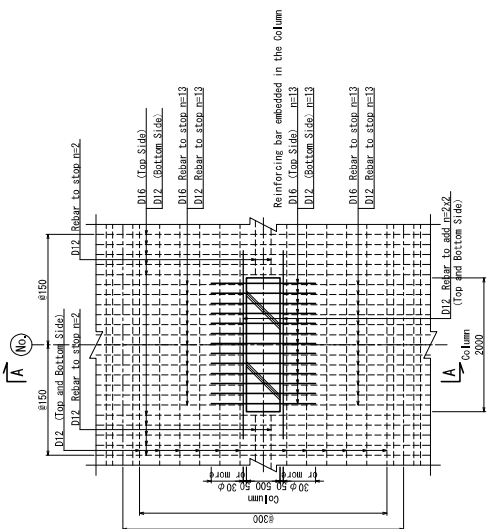 No.
A
@150
@150
D12 (Top and Bottom Side)
D12 Rebar to stop n=2
D12 Rebar to stop n=2
D16 (Top Side)
D12 (Bottom Side)
D16 Rebar to stop n=13
D12 Rebar to stop n=13
Reinforcing bar embedded in the Column
D16 (Top Side) n=13
D12 (Bottom Side) n=13
D16 Rebar to stop n=13
D12 Rebar to stop n=13
D12 Rebar to add n=2x2
(Top and Bottom Side)
A
Column
2000
Column
30φ
or more
50
500
50
30φ
or more
@300